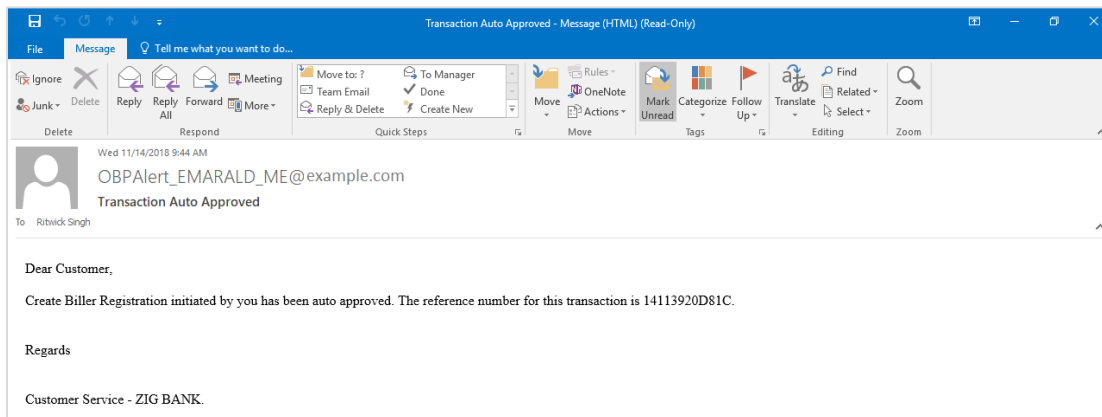 Transaction Auto Approved - Message (HTML) (Read-Only)
File Message Tell me what you want to do...
Ignore
Junk
Delete
Reply
Reply All
Forward
Meeting
More
Move to: ?
Team Email
Reply & Delete
To Manager
Done
Create New
Move
Rules
OneNote
Actions
Mark Unread
Categorize
Follow Up
Translate
Find
Related
Select
Zoom
Delete Respond Quick Steps Move Tags Editing Zoom
Wed 11/14/2018 9:44 AM
OBPAlert_EMARALD_ME@example.com
Transaction Auto Approved
To Ritwick Singh
Dear Customer,
Create Biller Registration initiated by you has been auto approved. The reference number for this transaction is 14113920D81C.
Regards
Customer Service - ZIG BANK.